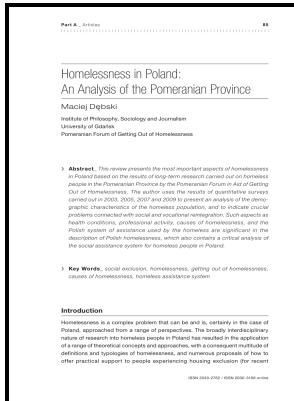 Part A _ Articles 85
Homelessness in Poland:
An Analysis of the Pomeranian Province
Maciej Dębski
Institute of Philosophy, Sociology and Journalism
University of Gdańsk
Pomeranian Forum of Getting Out of Homelessness
> Abstract_ This review presents the most important aspects of homelessness
in Poland based on the results of long-term research carried out on homeless
people in the Pomeranian Province by the Pomeranian Forum in Aid of Getting
Out of Homelessness. The author uses the results of quantitative surveys
carried out in 2003, 2005, 2007 and 2009 to present an analysis of the demo-
graphic characteristics of the homeless population, and to indicate crucial
problems connected with social and vocational reintegration. Such aspects as
health conditions, professional activity, causes of homelessness, and the
Polish system of assistance used by the homeless are significant in the
description of Polish homelessness, which also contains a critical analysis of
the social assistance system for homeless people in Poland.
> Key Words_ social exclusion, homelessness, getting out of homelessness,
causes of homelessness, homeless assistance system
Introduction
Homelessness is a complex problem that can be and is, certainly in the case of
Poland, approached from a range of perspectives. The broadly interdisciplinary
nature of research into homeless people in Poland has resulted in the application
of a range of theoretical concepts and approaches, with a consequent multitude of
definitions and typologies of homelessness, and numerous proposals of how to
offer practical support to people experiencing housing exclusion (for recent
ISSN 2030-2762 / ISSN 2030-3106 online